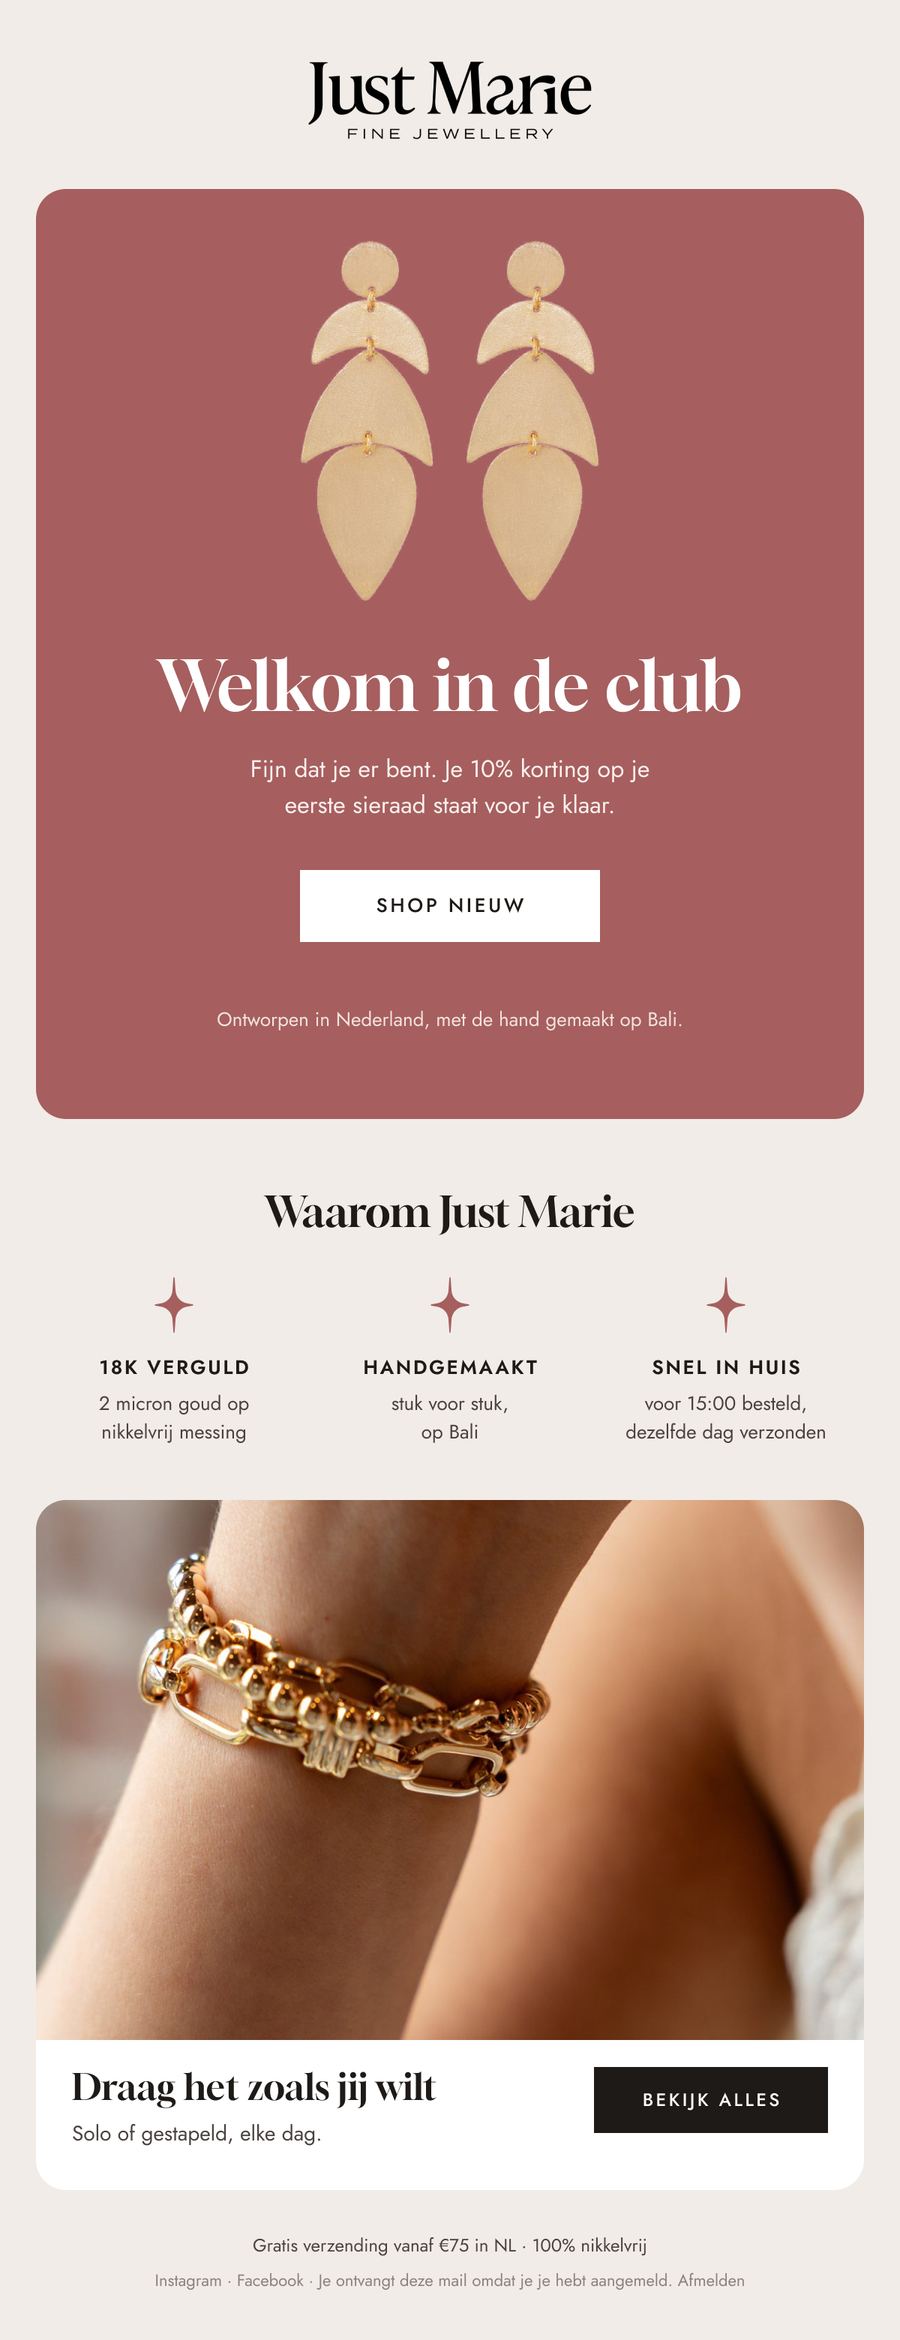 Just Marie
FINE JEWELLERY
Welkom in de club
Fijn dat je er bent. Je 10% korting op je
eerste sieraad staat voor je klaar.
SHOP NIEUW
Ontworpen in Nederland, met de hand gemaakt op Bali.
Waarom Just Marie
18K VERGULD
2 micron goud op
nikkelvrij messing
HANDGEMAAKT
stuk voor stuk,
op Bali
SNEL IN HUIS
voor 15:00 besteld,
dezelfde dag verzonden
Draag het zoals jij wilt
Solo of gestapeld, elke dag.
BEKIJK ALLES
Gratis verzending vanaf €75 in NL · 100% nikkelvrij
Instagram · Facebook · Je ontvangt deze mail omdat je je hebt aangemeld. Afmelden